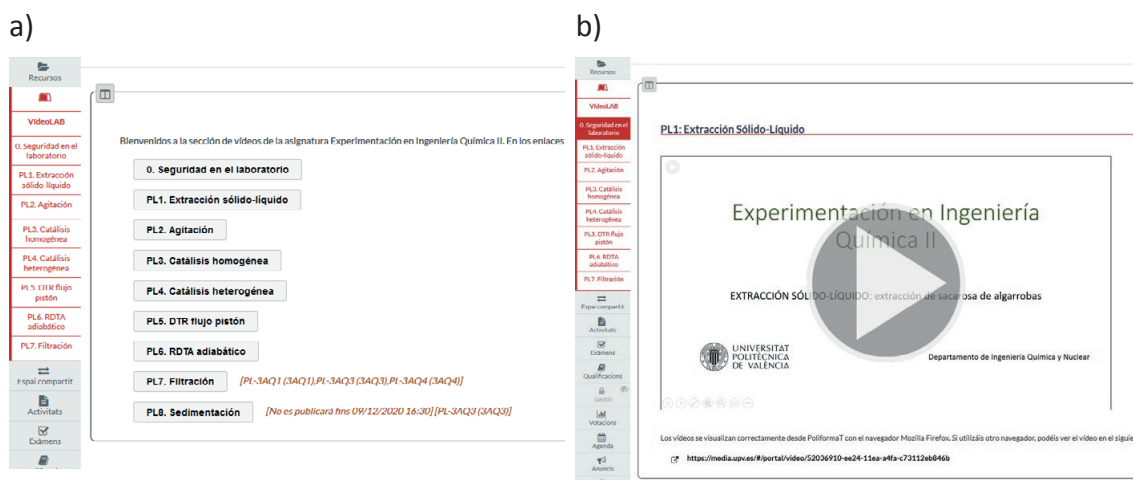 a)
Recursos
VídeoLAB
0. Seguridad en el
laboratorio
PL1. Extracción
sólido-líquido
PL2. Agitación
PL3. Catálisis
homogénea
PL4. Catálisis
heterogénea
PL5. DTR flujo
pistón
PL6. RDTA
adiabático
PL7. Filtración
Espai compartit
Activitats
Exàmens
Bienvenidos a la sección de vídeos de la asignatura Experimentación en Ingeniería Química II. En los enlaces
0. Seguridad en el laboratorio
PL1. Extracción sólido-líquido
PL2. Agitación
PL3. Catálisis homogénea
PL4. Catálisis heterogénea
PL5. DTR flujo pistón
PL6. RDTA adiabático
PL7. Filtración [PL-3AQ1 (3AQ1),PL-3AQ3 (3AQ3),PL-3AQ4 (3AQ4)]
PL8. Sedimentación [No es publicará fins 09/12/2020 16:30] [PL-3AQ3 (3AQ3)]
b)
Recursos
VídeoLAB
0. Seguridad en el
laboratorio
PL1. Extracción
sólido-líquido
PL2. Agitación
PL3. Catálisis
homogénea
PL4. Catálisis
heterogénea
PL5. DTR flujo
pistón
PL6. RDTA
adiabático
PL7. Filtración
Espai compartit
Activitats
Exàmens
Qualificacions
Gestió
Votacions
Agenda
Anuncis
PL1: Extracción Sólido-Líquido
Experimentación en Ingeniería
Química II
EXTRACCIÓN SÓLIDO-LÍQUIDO: extracción de sacarosa de algarrobas
UNIVERSITAT
POLITÈCNICA
DE VALÈNCIA
Departamento de Ingeniería Química y Nuclear
Los vídeos se visualizan correctamente desde PoliformaT con el navegador Mozilla Firefox. Si utilizáis otro navegador, podéis ver el vídeo en el siguie
https://media.upv.es/#/portal/video/52036910-ee24-11ea-a4fa-c73112eb846b